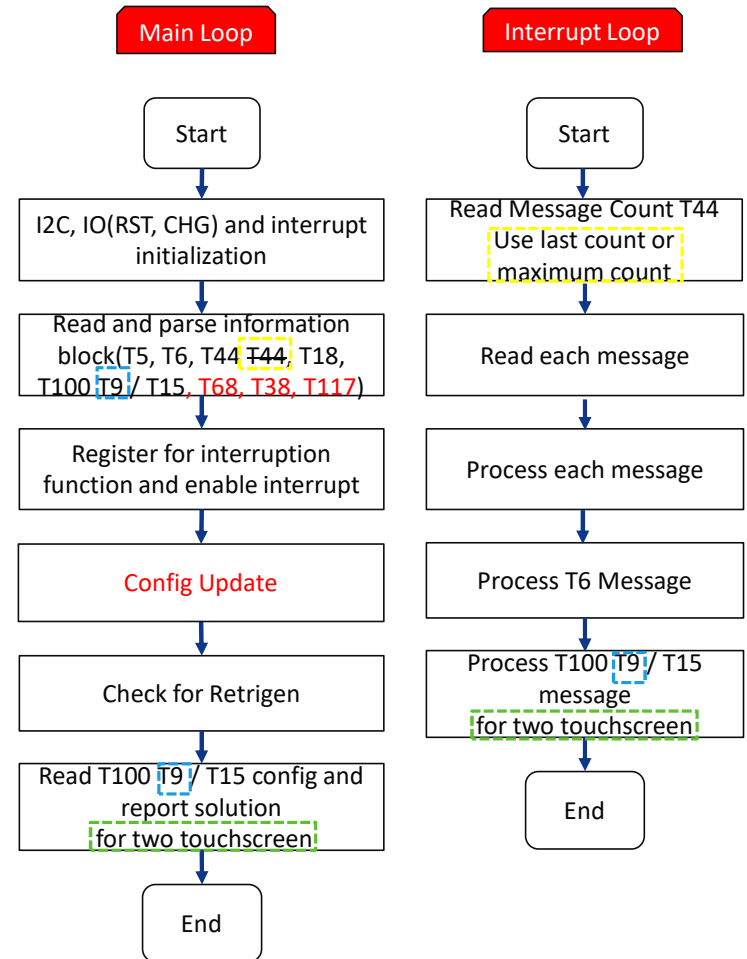 Main Loop
Start
I2C, IO(RST, CHG) and interrupt
initialization
Read and parse information
block(T5, T6, T44 T44, T18,
T100 T9 / T15, T68, T38, T117)
Register for interruption
function and enable interrupt
Config Update
Check for Retrigen
Read T100 T9 / T15 config and
report solution
for two touchscreen
End
Interrupt Loop
Start
Read Message Count T44
Use last count or
maximum count
Read each message
Process each message
Process T6 Message
Process T100 T9 / T15
message
for two touchscreen
End